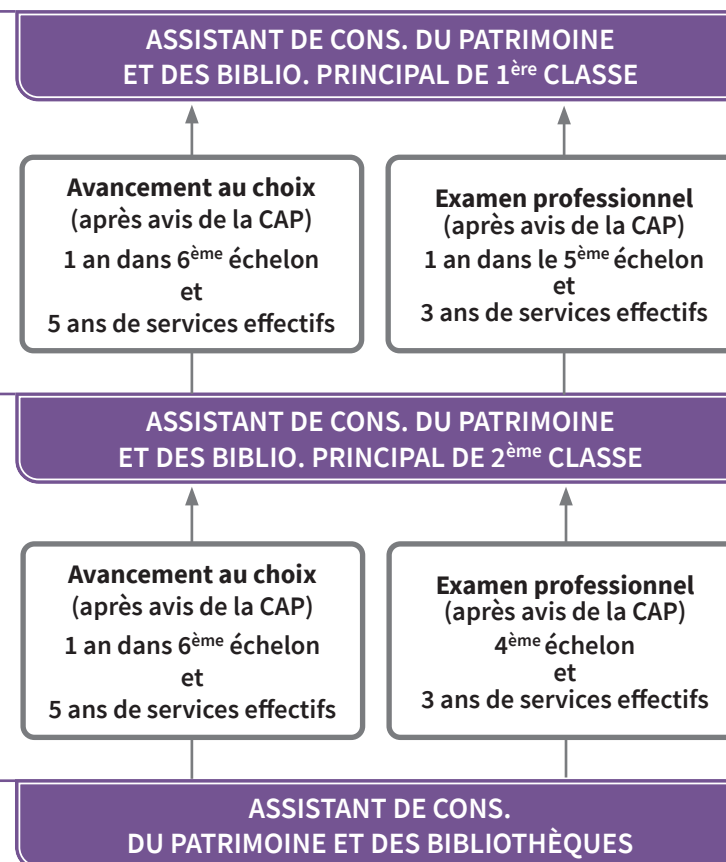 ASSISTANT DE CONS. DU PATRIMOINE
ET DES BIBLIO. PRINCIPAL DE 1ère CLASSE
Avancement au choix
(après avis de la CAP)
1 an dans 6ème échelon
et
5 ans de services effectifs
Examen professionnel
(après avis de la CAP)
1 an dans le 5ème échelon
et
3 ans de services effectifs
ASSISTANT DE CONS. DU PATRIMOINE
ET DES BIBLIO. PRINCIPAL DE 2ème CLASSE
Avancement au choix
(après avis de la CAP)
1 an dans 6ème échelon
et
5 ans de services effectifs
Examen professionnel
(après avis de la CAP)
4ème échelon
et
3 ans de services effectifs
ASSISTANT DE CONS.
DU PATRIMOINE ET DES BIBLIOTHÈQUES